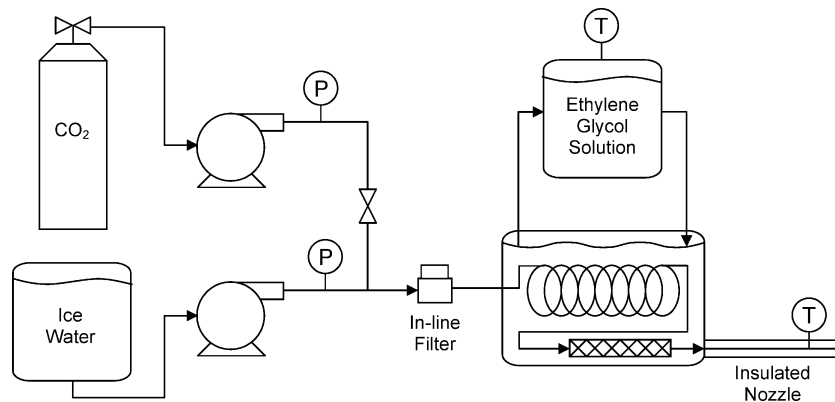 CO₂
P
T
Ethylene
Glycol
Solution
Ice
Water
P
In-line
Filter
T
Insulated
Nozzle